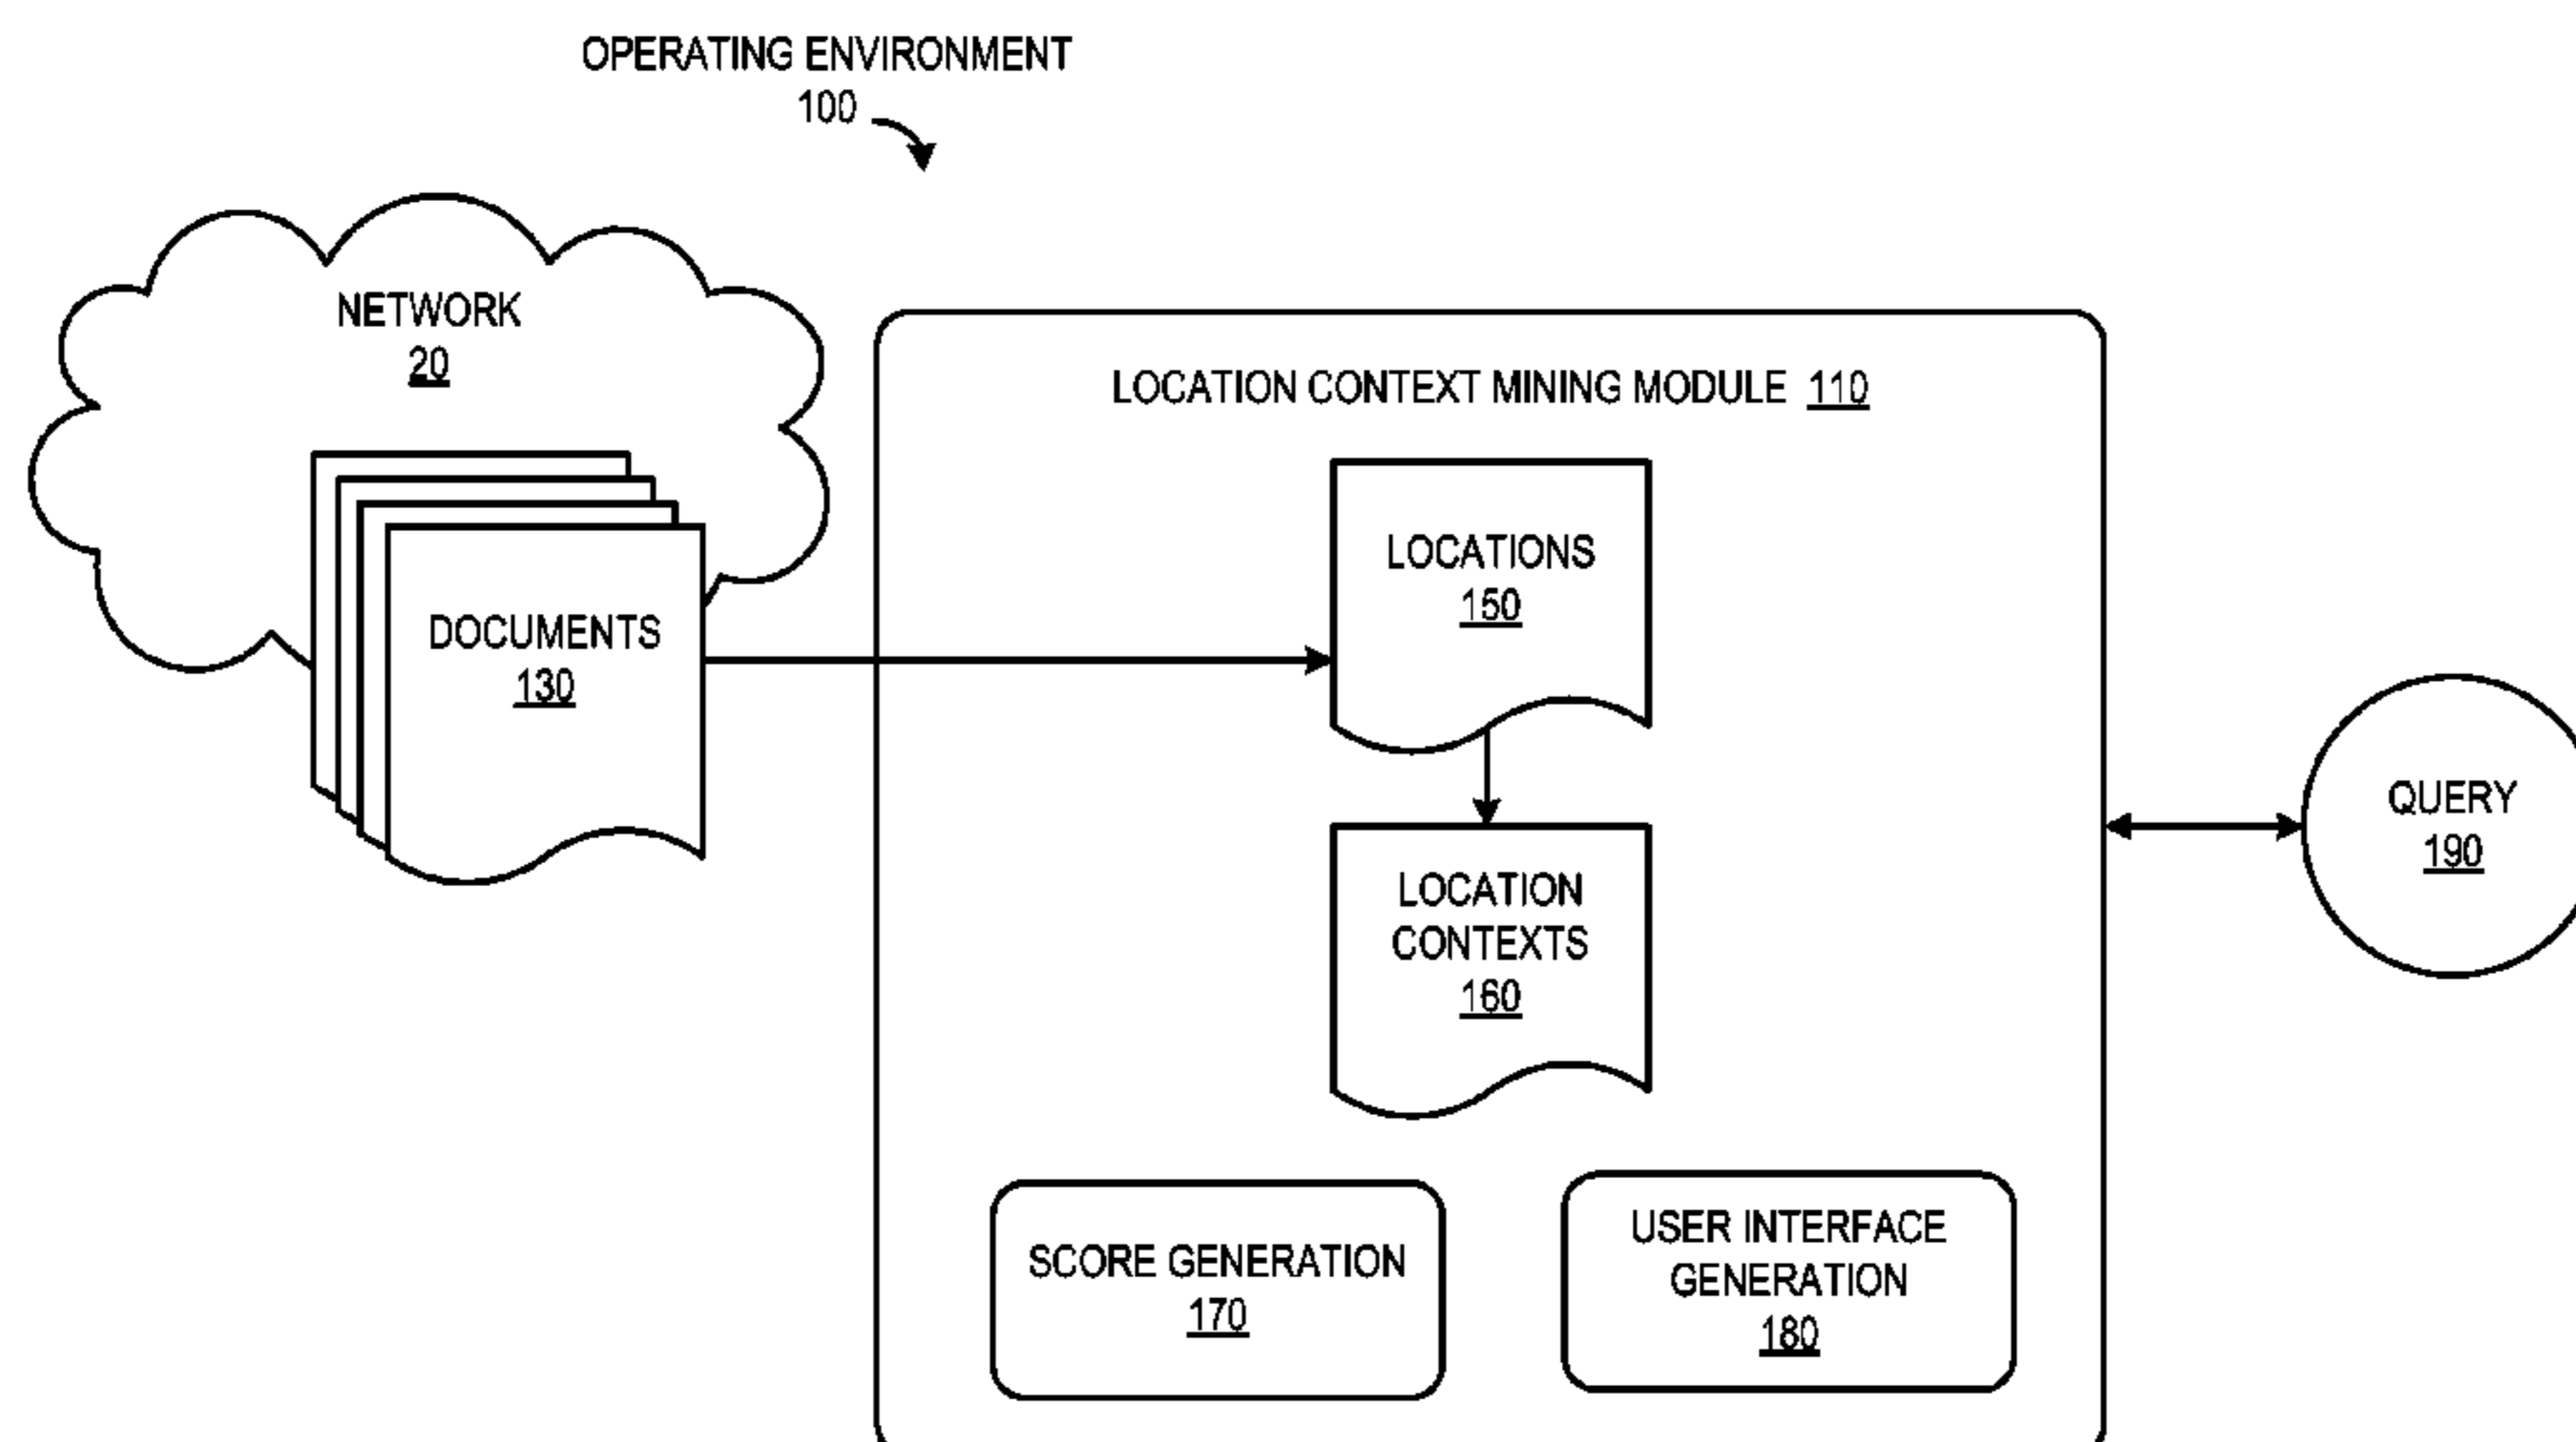 OPERATING ENVIRONMENT
100
NETWORK
20
LOCATION CONTEXT MINING MODULE 110
LOCATIONS
150
DOCUMENTS
130
QUERY
190
LOCATION
CONTEXTS
160
SCORE GENERATION
170
USER INTERFACE
GENERATION
180